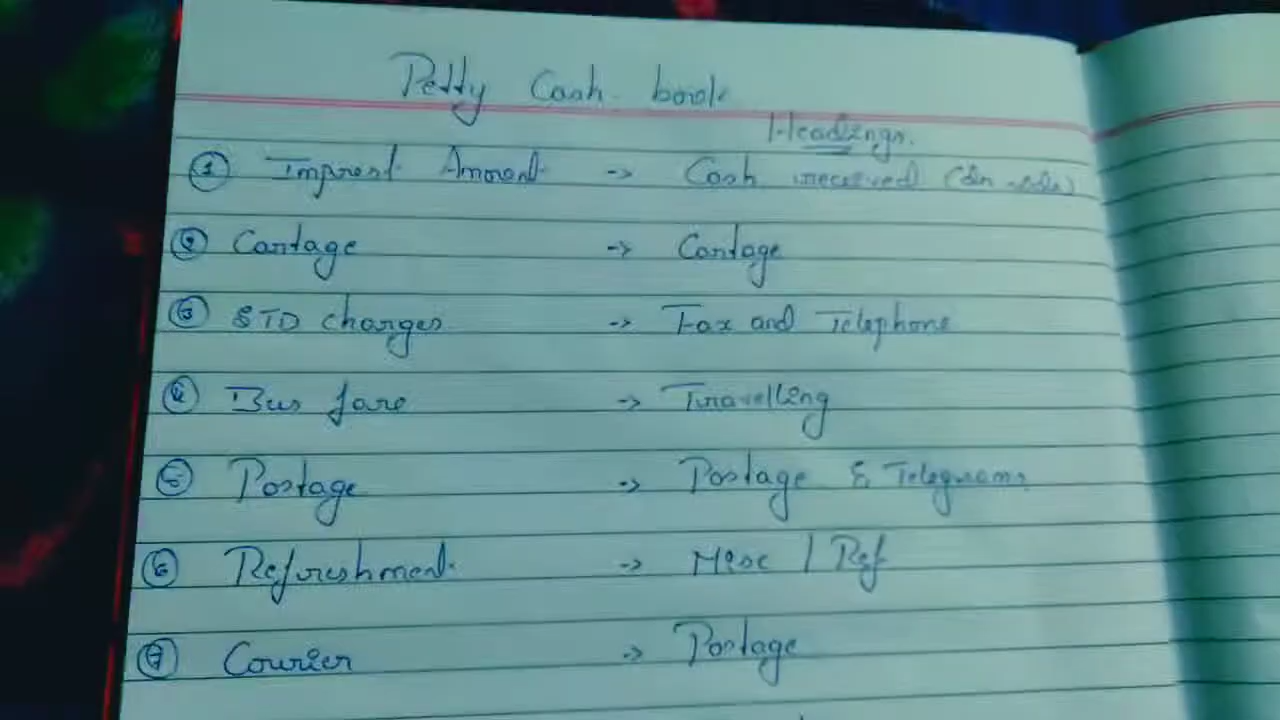 Petty Cash book
Headings.
① Imprest Amount -> Cash received (Dr side)
② Cartage -> Cartage
③ STD charges -> Fax and Telephone
④ Bus fare -> Travelling
⑤ Postage -> Postage & Telegrams
⑥ Refreshment -> Misc / Ref
⑦ Courier -> Postage